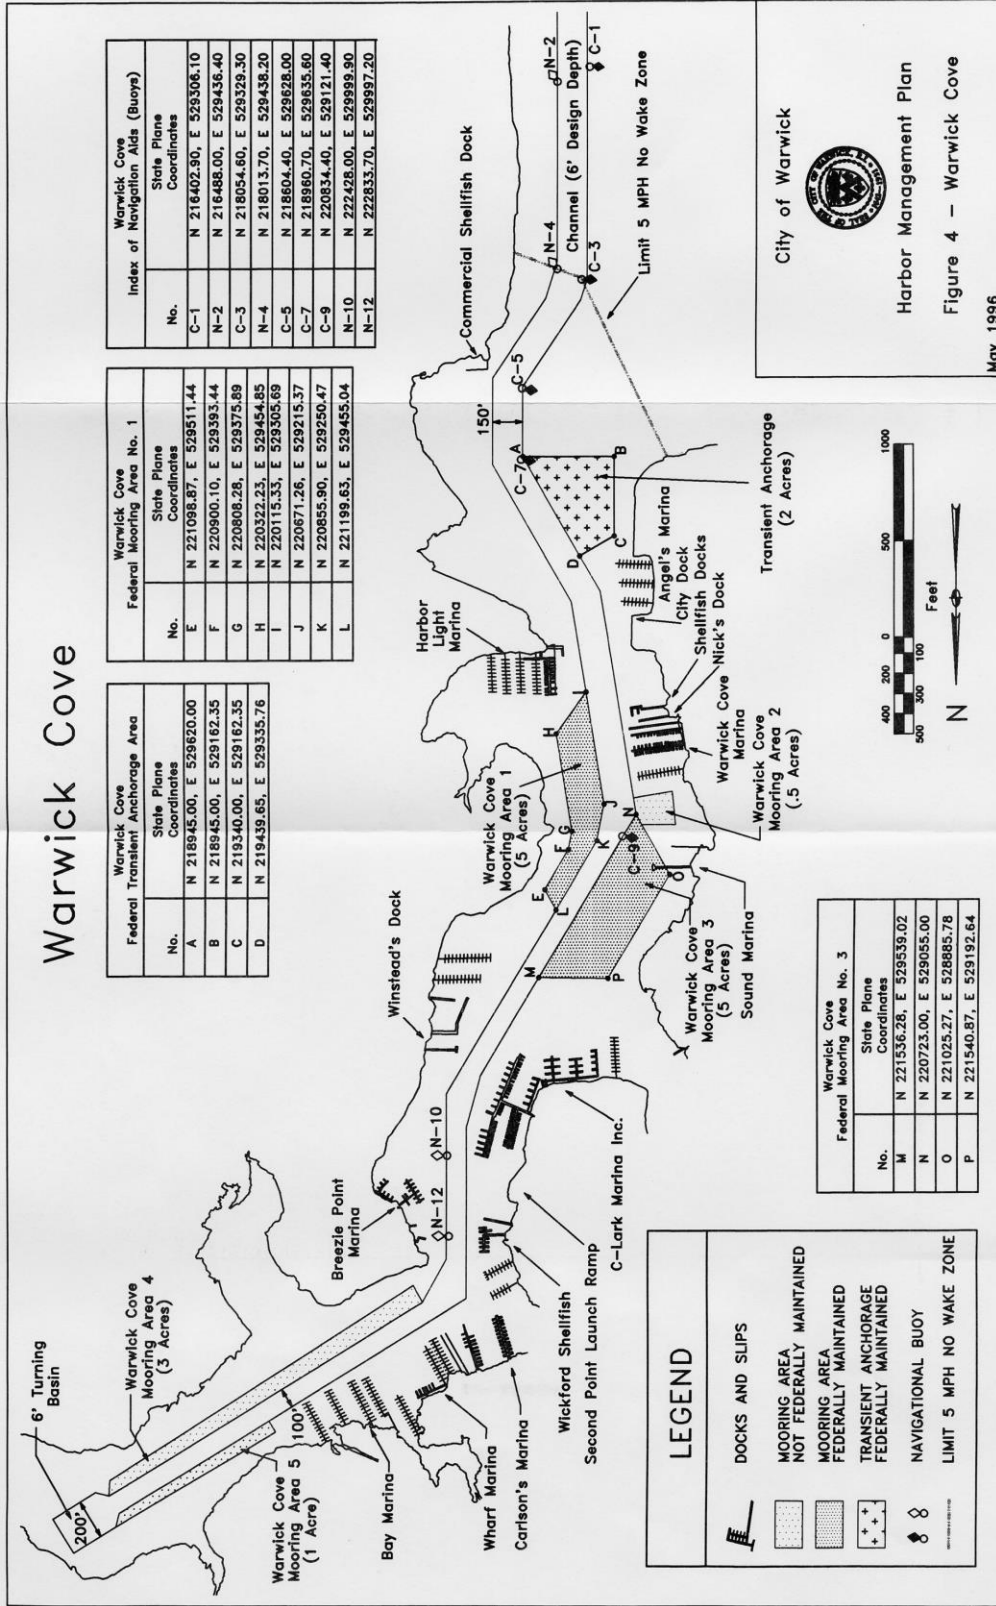 Warwick Cove
Warwick Cove
Federal Transient Anchorage Area
No.
State Plane
Coordinates
A N 218945.00, E 529620.00
B N 218945.00, E 529162.35
C N 219340.00, E 529162.35
D N 219439.65, E 529335.76
Warwick Cove
Federal Mooring Area No. 1
No.
State Plane
Coordinates
E N 221098.87, E 529511.44
F N 220900.10, E 529393.44
G N 220808.28, E 529375.89
H N 220322.23, E 529454.85
I N 220115.33, E 529305.69
J N 220671.26, E 529215.37
K N 220855.90, E 529250.47
L N 221199.63, E 529455.04
Warwick Cove
Index of Navigation Aids (Buoys)
No.
State Plane
Coordinates
C-1 N 216402.90, E 529306.10
N-2 N 216488.00, E 529436.40
C-3 N 218054.60, E 529329.30
N-4 N 218013.70, E 529438.20
C-5 N 218604.40, E 529628.00
C-7 N 218960.70, E 529635.60
C-9 N 220834.40, E 529121.40
N-10 N 222428.00, E 529999.90
N-12 N 222833.70, E 529997.20
6' Turning
Basin
200'
Warwick Cove
Mooring Area 4
(3 Acres)
Warwick Cove
Mooring Area 5
(1 Acre)
100'
Bay Marina
Wharf Marina
Carlson's Marina
Breezie Point
Marina
N-12
N-10
Wickford Shellfish
Second Point Launch Ramp
C-Lark Marina Inc.
Winstead's Dock
E
F
G
H
I
J
K
L
Warwick Cove
Mooring Area 1
(5 Acres)
M
N
O
P
C-9
Warwick Cove
Mooring Area 3
(5 Acres)
Sound Marina
Harbor
Light
Marina
Warwick Cove
Mooring Area 2
(.5 Acres)
Warwick Cove
Marina
Nick's Dock
Shellfish Docks
City Dock
Angel's Marina
Transient Anchorage
(2 Acres)
A
B
C
D
C-7
C-5
150'
Commercial Shellfish Dock
N-4
C-3
Channel (6' Design Depth)
N-2
C-1
Limit 5 MPH No Wake Zone
LEGEND
DOCKS AND SLIPS
MOORING AREA
NOT FEDERALLY MAINTAINED
MOORING AREA
FEDERALLY MAINTAINED
TRANSIENT ANCHORAGE
FEDERALLY MAINTAINED
NAVIGATIONAL BUOY
LIMIT 5 MPH NO WAKE ZONE
Warwick Cove
Federal Mooring Area No. 3
No.
State Plane
Coordinates
M N 221536.28, E 529539.02
N N 220723.00, E 529055.00
O N 221025.27, E 528885.78
P N 221540.87, E 529192.64
400 200 0 500 1000
500 300 100
Feet
N
City of Warwick
Harbor Management Plan
Figure 4 - Warwick Cove
May 1996